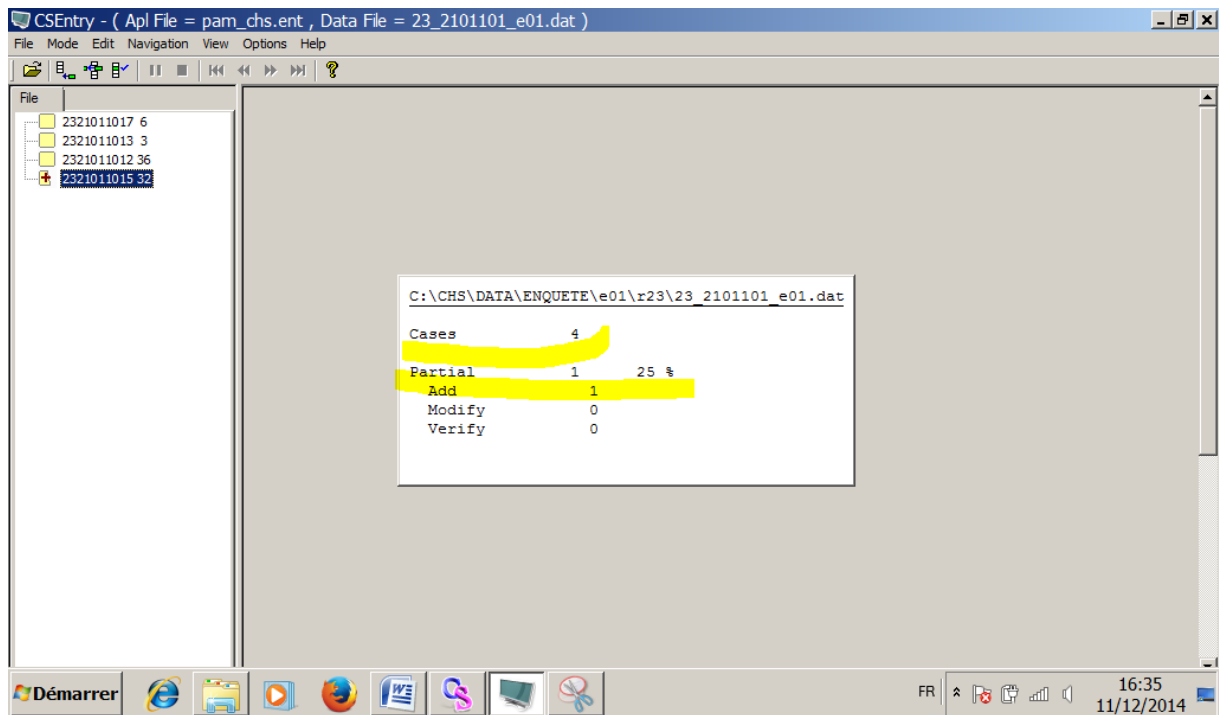 CSEntry - ( Apl File = pam_chs.ent , Data File = 23_2101101_e01.dat )
File Mode Edit Navigation View Options Help
File
2321011017 6
2321011013 3
2321011012 36
2321011015 32
C:\CHS\DATA\ENQUETE\e01\r23\23_2101101_e01.dat
Cases 4
Partial 1 25 %
Add 1
Modify 0
Verify 0
Démarrer
FR
16:35
11/12/2014